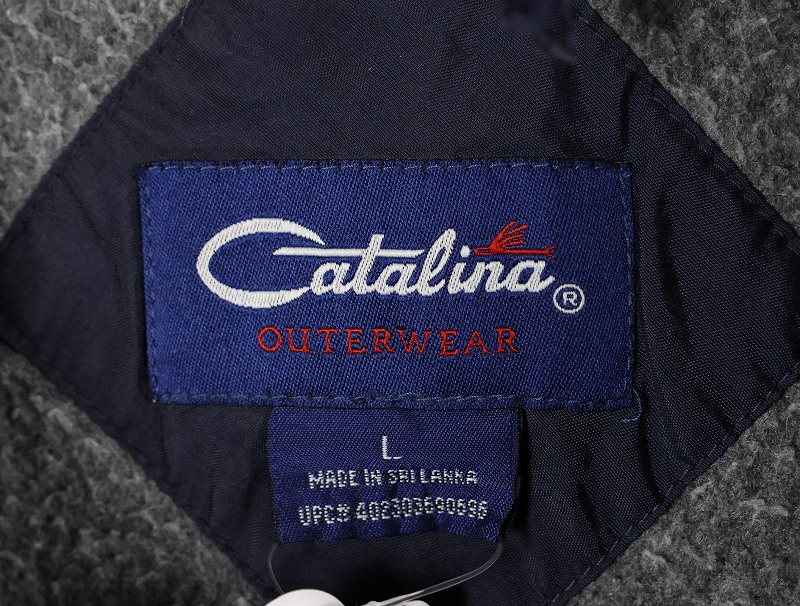 Catalina®
OUTERWEAR
L
MADE IN SRI LANKA
UPC# 402303690696